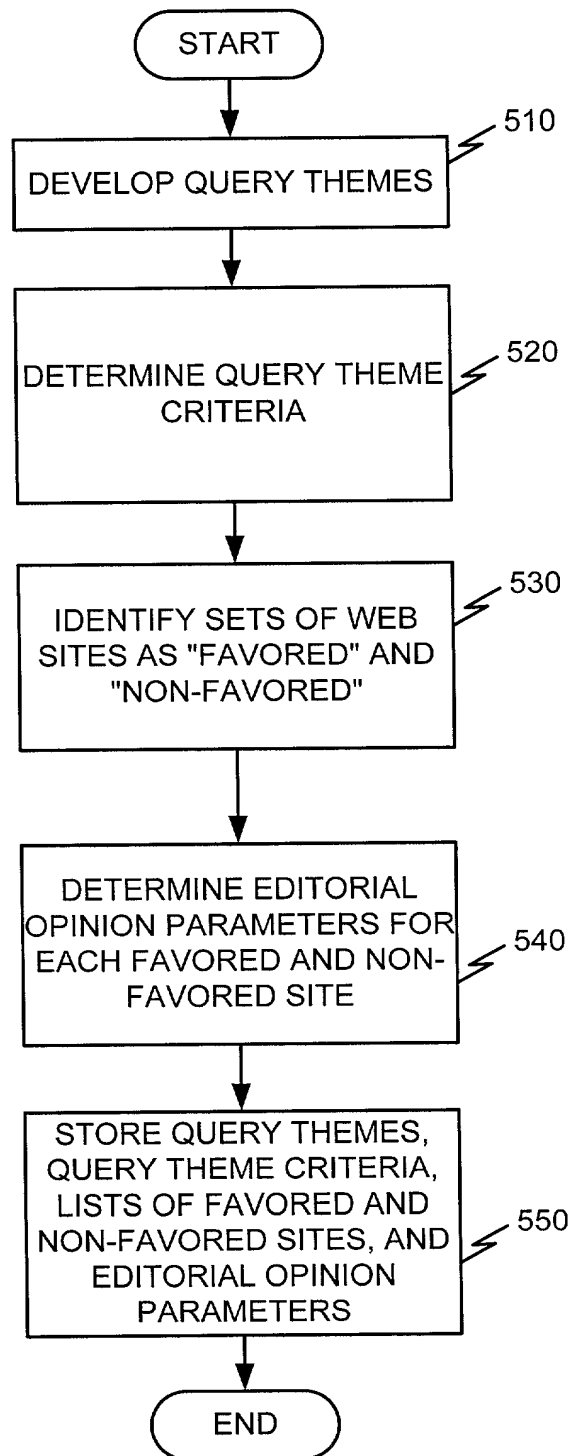 START
510
DEVELOP QUERY THEMES
520
DETERMINE QUERY THEME
CRITERIA
530
IDENTIFY SETS OF WEB
SITES AS "FAVORED" AND
"NON-FAVORED"
DETERMINE EDITORIAL
OPINION PARAMETERS FOR
EACH FAVORED AND NON-
FAVORED SITE
540
STORE QUERY THEMES,
QUERY THEME CRITERIA,
LISTS OF FAVORED AND
NON-FAVORED SITES, AND
EDITORIAL OPINION
PARAMETERS
550
END